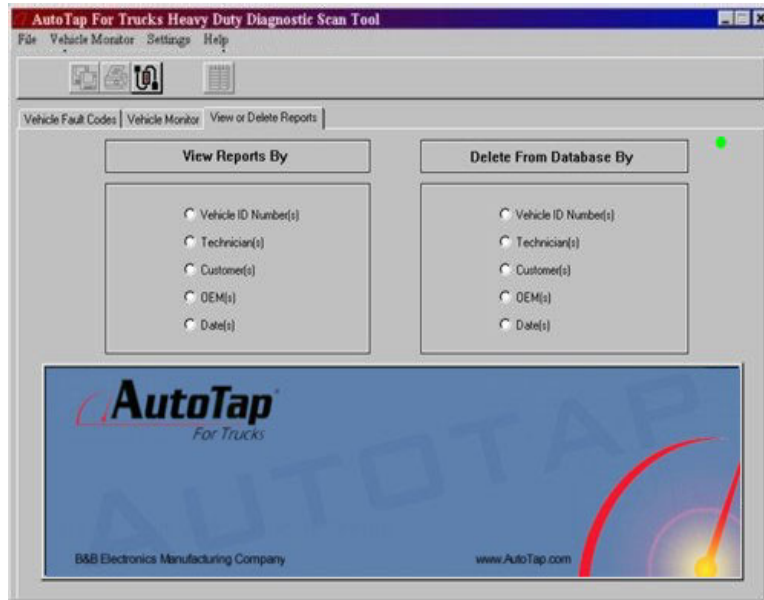 AutoTap For Trucks Heavy Duty Diagnostic Scan Tool
File Vehicle Monitor Settings Help
Vehicle Fault Codes Vehicle Monitor View or Delete Reports
View Reports By
Delete From Database By
Vehicle ID Number(s)
Technician(s)
Customer(s)
OEM(s)
Date(s)
Vehicle ID Number(s)
Technician(s)
Customer(s)
OEM(s)
Date(s)
AutoTap
For Trucks
AUTOTAP
B&B Electronics Manufacturing Company
www.AutoTap.com